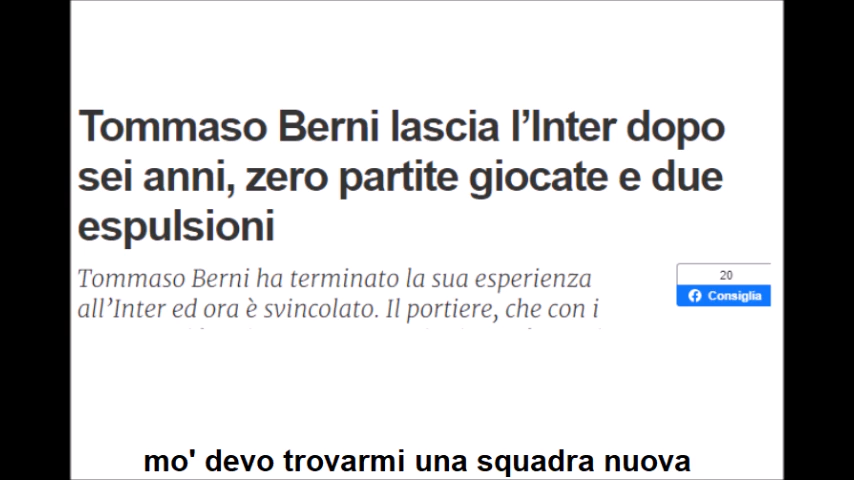 Tommaso Berni lascia l'Inter dopo
sei anni, zero partite giocate e due
espulsioni
Tommaso Berni ha terminato la sua esperienza
all'Inter ed ora è svincolato. Il portiere, che con i
20
Consiglia
mo' devo trovarmi una squadra nuova